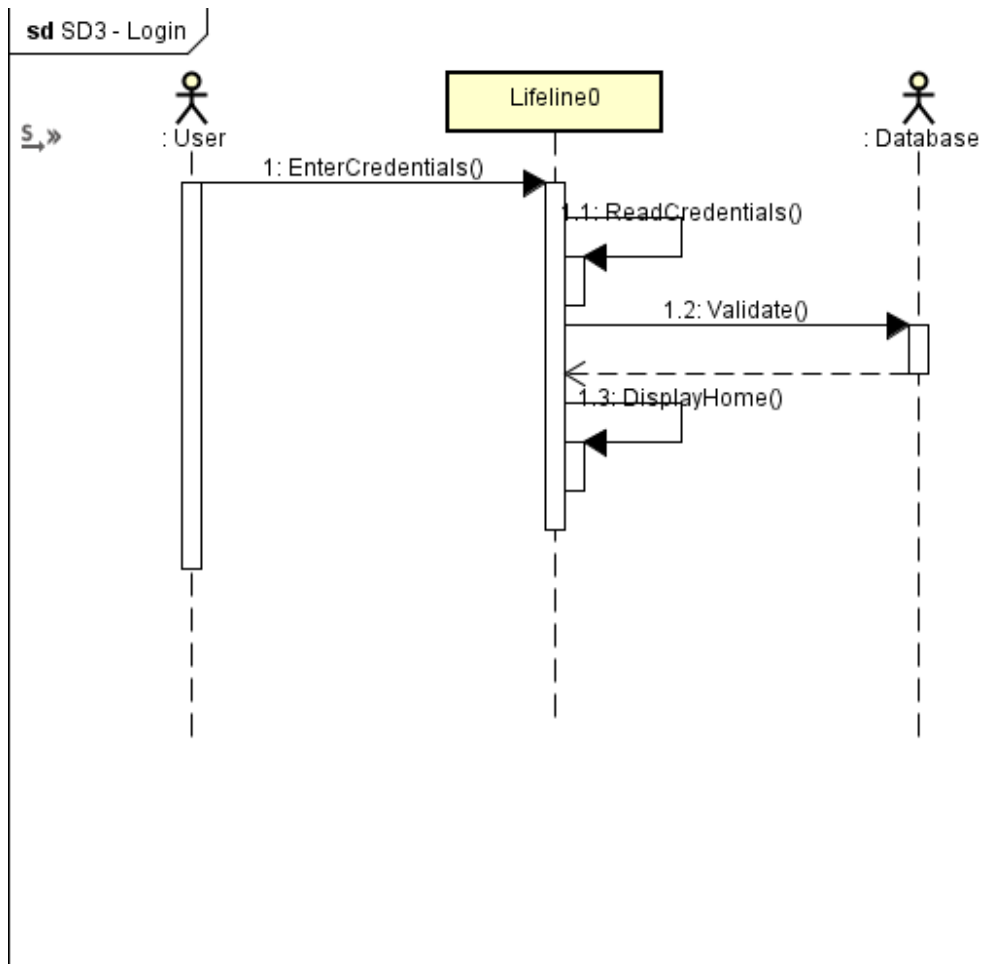 sd SD3 - Login
Lifeline0
S
: User
: Database
1: EnterCredentials()
1.1: ReadCredentials()
1.2: Validate()
1.3: DisplayHome()